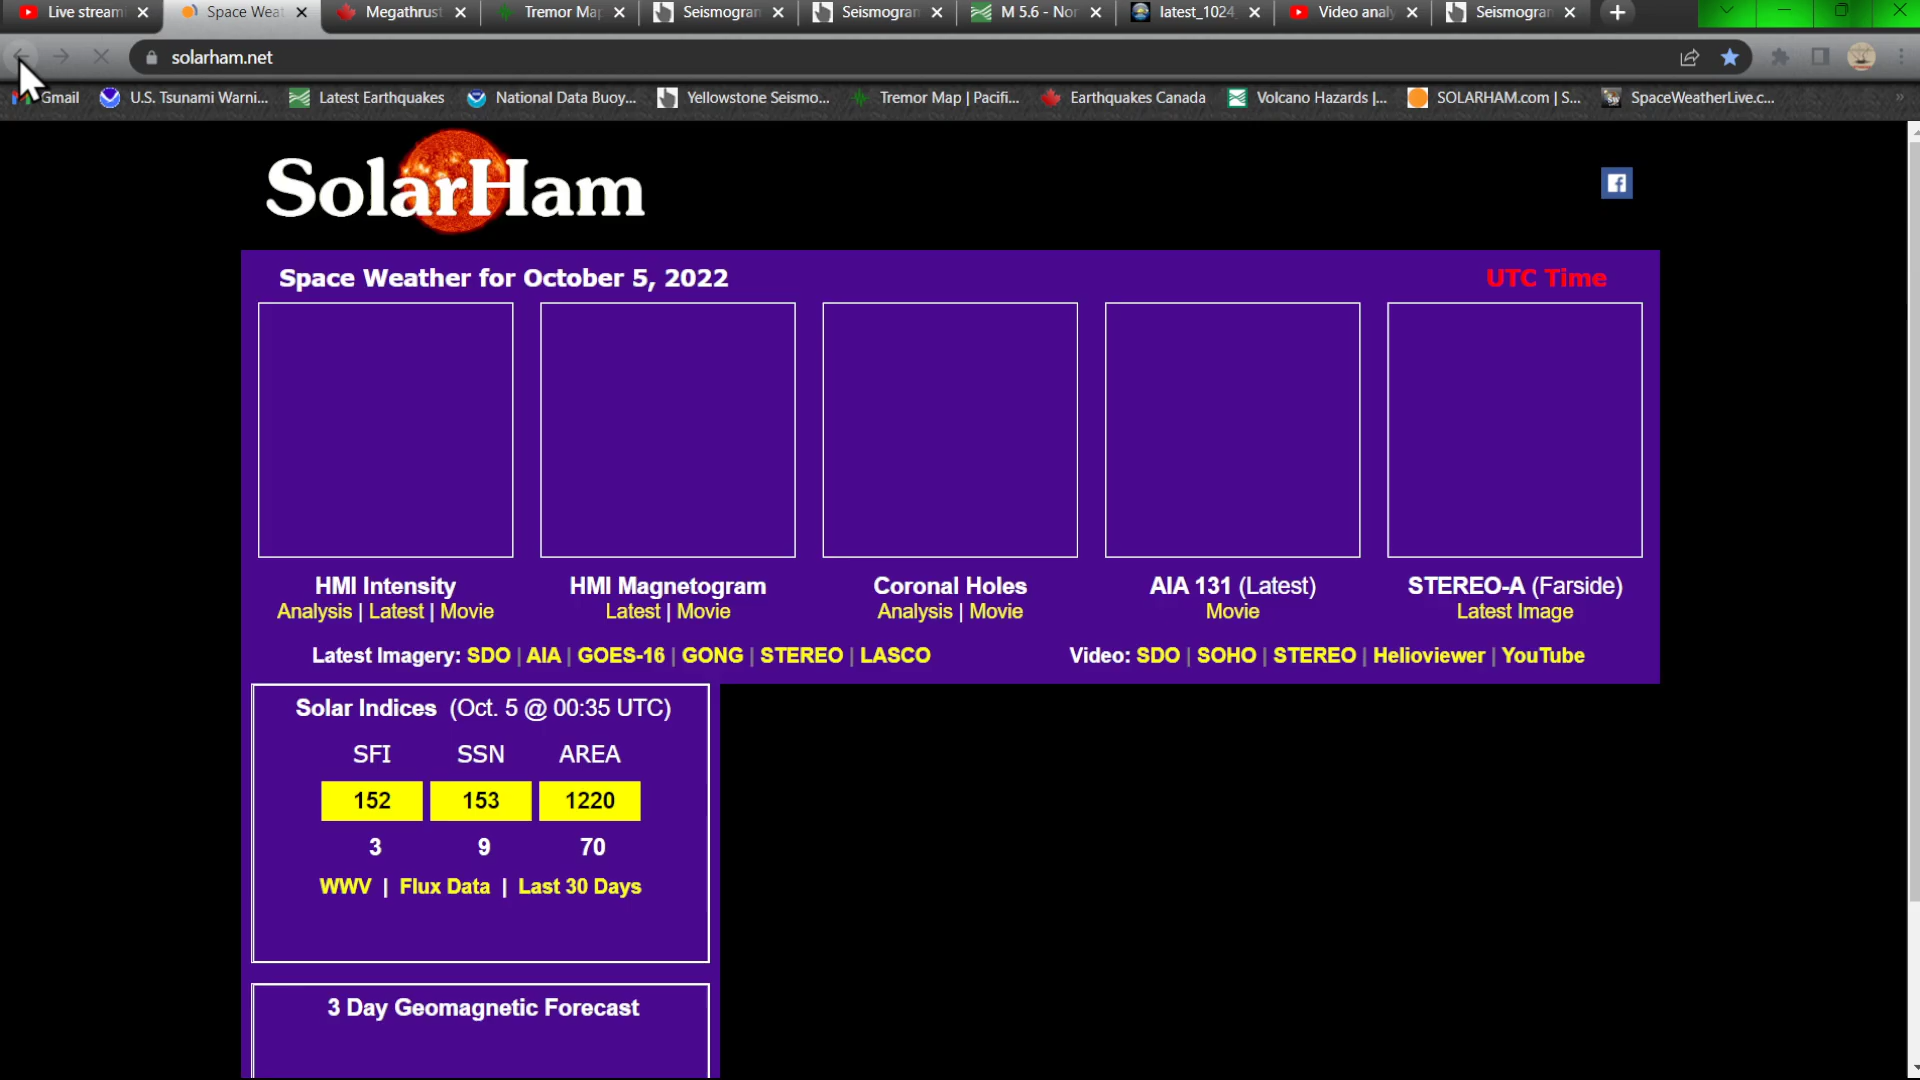 Live stream
Space Weat
Megathrust
Tremor Ma
Seismogran
Seismogran
M 5.6 - Nor
latest_1024
Video analy
Seismogran
solarham.net
Gmail
U.S. Tsunami Warni...
Latest Earthquakes
National Data Buoy...
Yellowstone Seismo...
Tremor Map | Pacifi...
Earthquakes Canada
Volcano Hazards |...
SOLARHAM.com | S...
SpaceWeatherLive.c...
SolarHam
Space Weather for October 5, 2022
UTC Time
HMI Intensity
Analysis | Latest | Movie
HMI Magnetogram
Latest | Movie
Coronal Holes
Analysis | Movie
AIA 131 (Latest)
Movie
STEREO-A (Farside)
Latest Image
Latest Imagery: SDO | AIA | GOES-16 | GONG | STEREO | LASCO
Video: SDO | SOHO | STEREO | Helioviewer | YouTube
Solar Indices (Oct. 5 @ 00:35 UTC)
SFI SSN AREA
152 153 1220
3 9 70
WWV | Flux Data | Last 30 Days
3 Day Geomagnetic Forecast